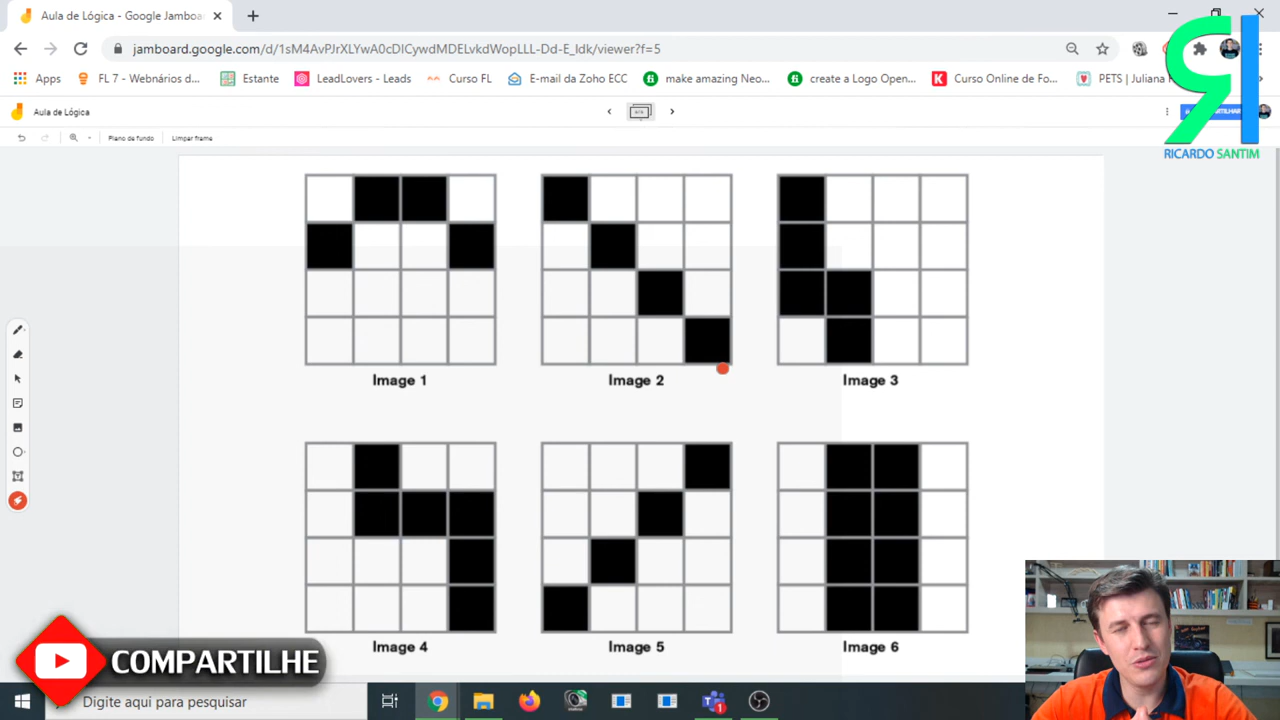 Aula de Lógica - Google Jamboa
jamboard.google.com/d/1sM4AvPJrXLYwA0cDlCywdMDELvkdWopLLL-Dd-E_Idk/viewer?f=5
Apps
FL 7 - Webnários d...
Estante
LeadLovers - Leads
Curso FL
E-mail da Zoho ECC
make amazing Neo...
create a Logo Open...
Curso Online de Fo...
PETS | Juliana
Aula de Lógica
Plano de fundo
Limpar frame
RICARDO SANTIM
Image 1
Image 2
Image 3
Image 4
Image 5
Image 6
COMPARTILHE
Digite aqui para pesquisar
1